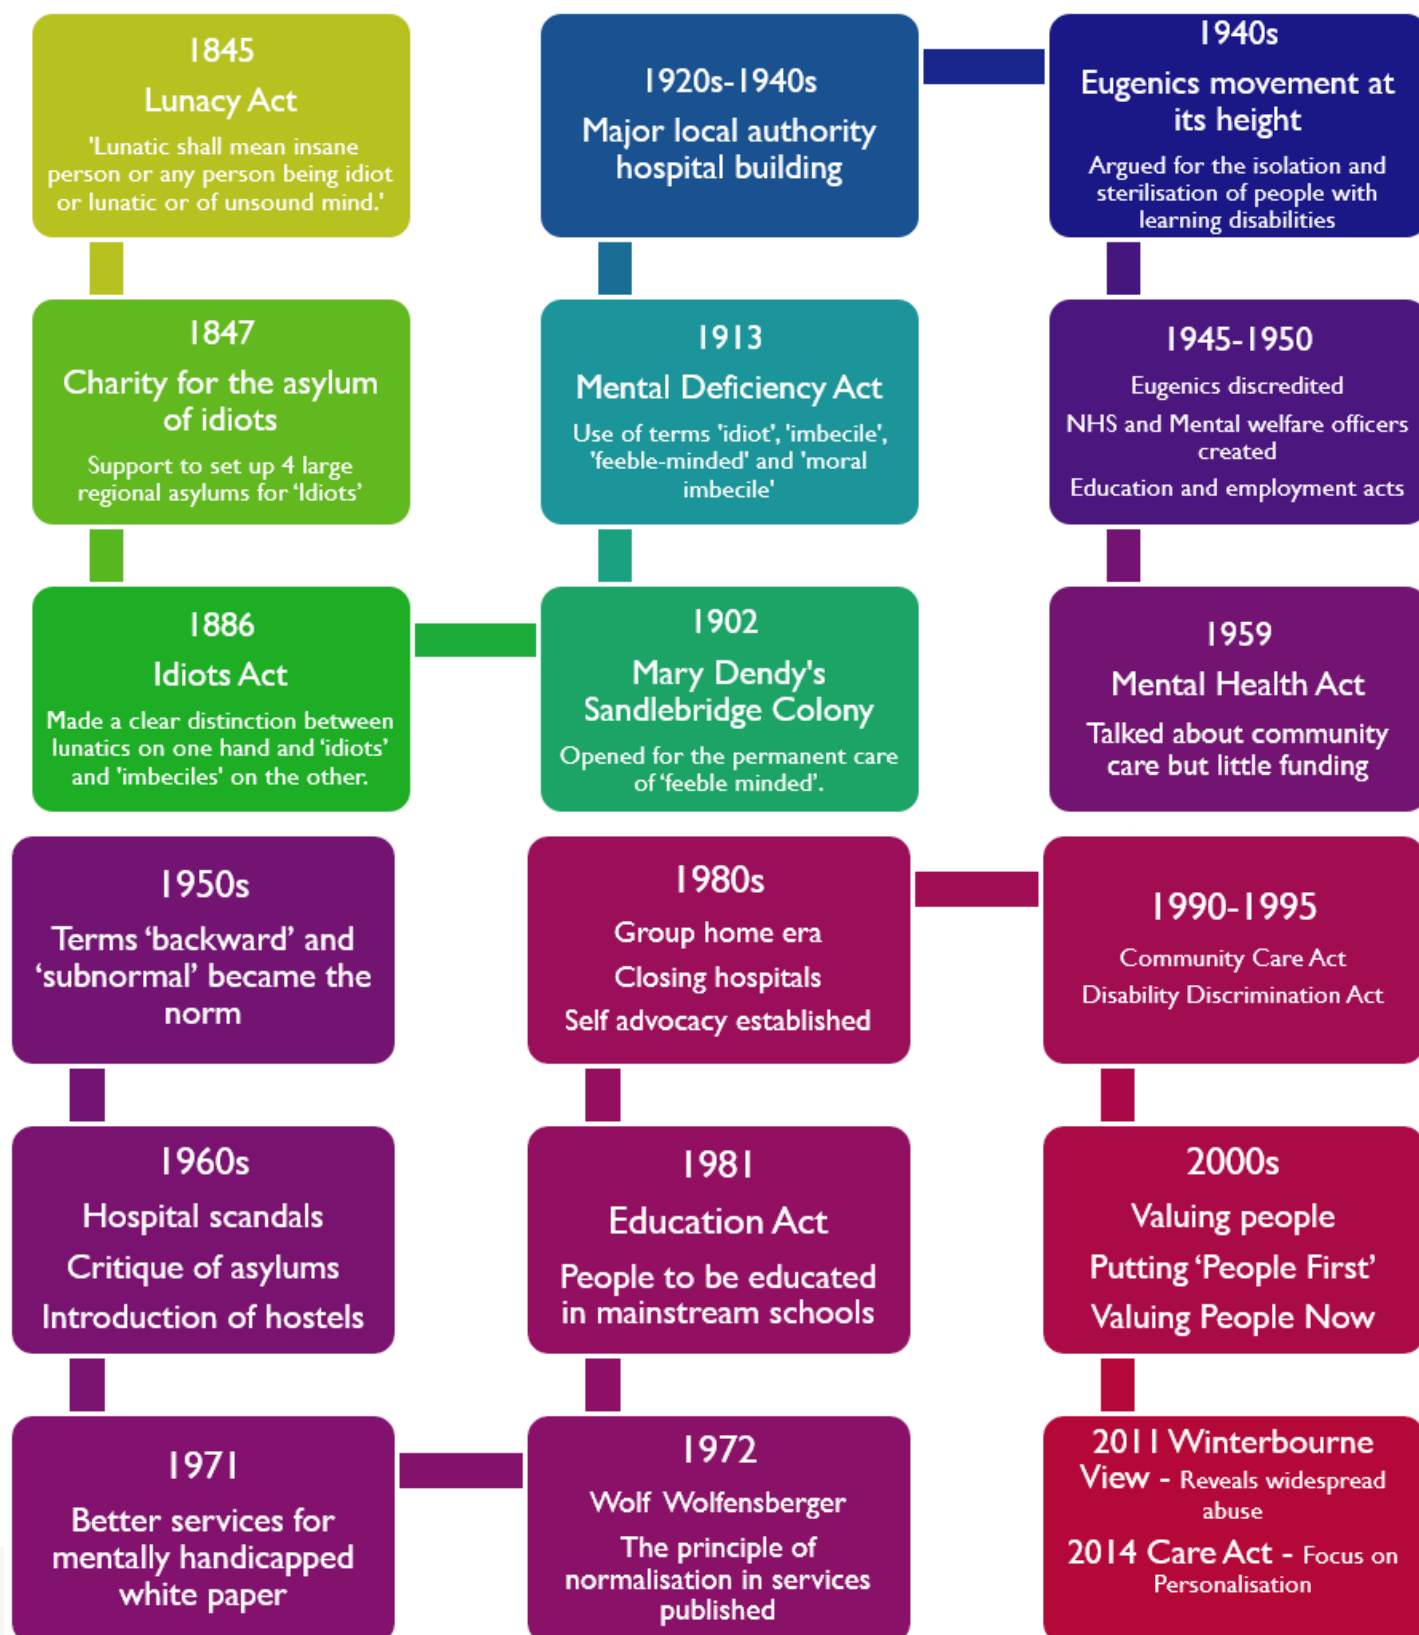 1845
Lunacy Act
'Lunatic shall mean insane
person or any person being idiot
or lunatic or of unsound mind.'
1847
Charity for the asylum
of idiots
Support to set up 4 large
regional asylums for ‘Idiots’
1886
Idiots Act
Made a clear distinction between
lunatics on one hand and ‘idiots’
and 'imbeciles' on the other.
1902
Mary Dendy's
Sandlebridge Colony
Opened for the permanent care
of ‘feeble minded’.
1913
Mental Deficiency Act
Use of terms 'idiot', 'imbecile',
'feeble-minded' and 'moral
imbecile'
1920s-1940s
Major local authority
hospital building
1940s
Eugenics movement at
its height
Argued for the isolation and
sterilisation of people with
learning disabilities
1945-1950
Eugenics discredited
NHS and Mental welfare officers
created
Education and employment acts
1959
Mental Health Act
Talked about community
care but little funding
1950s
Terms ‘backward’ and
‘subnormal’ became the
norm
1960s
Hospital scandals
Critique of asylums
Introduction of hostels
1971
Better services for
mentally handicapped
white paper
1972
Wolf Wolfensberger
The principle of
normalisation in services
published
1981
Education Act
People to be educated
in mainstream schools
1980s
Group home era
Closing hospitals
Self advocacy established
1990-1995
Community Care Act
Disability Discrimination Act
2000s
Valuing people
Putting ‘People First’
Valuing People Now
2011 Winterbourne
View - Reveals widespread
abuse
2014 Care Act - Focus on
Personalisation